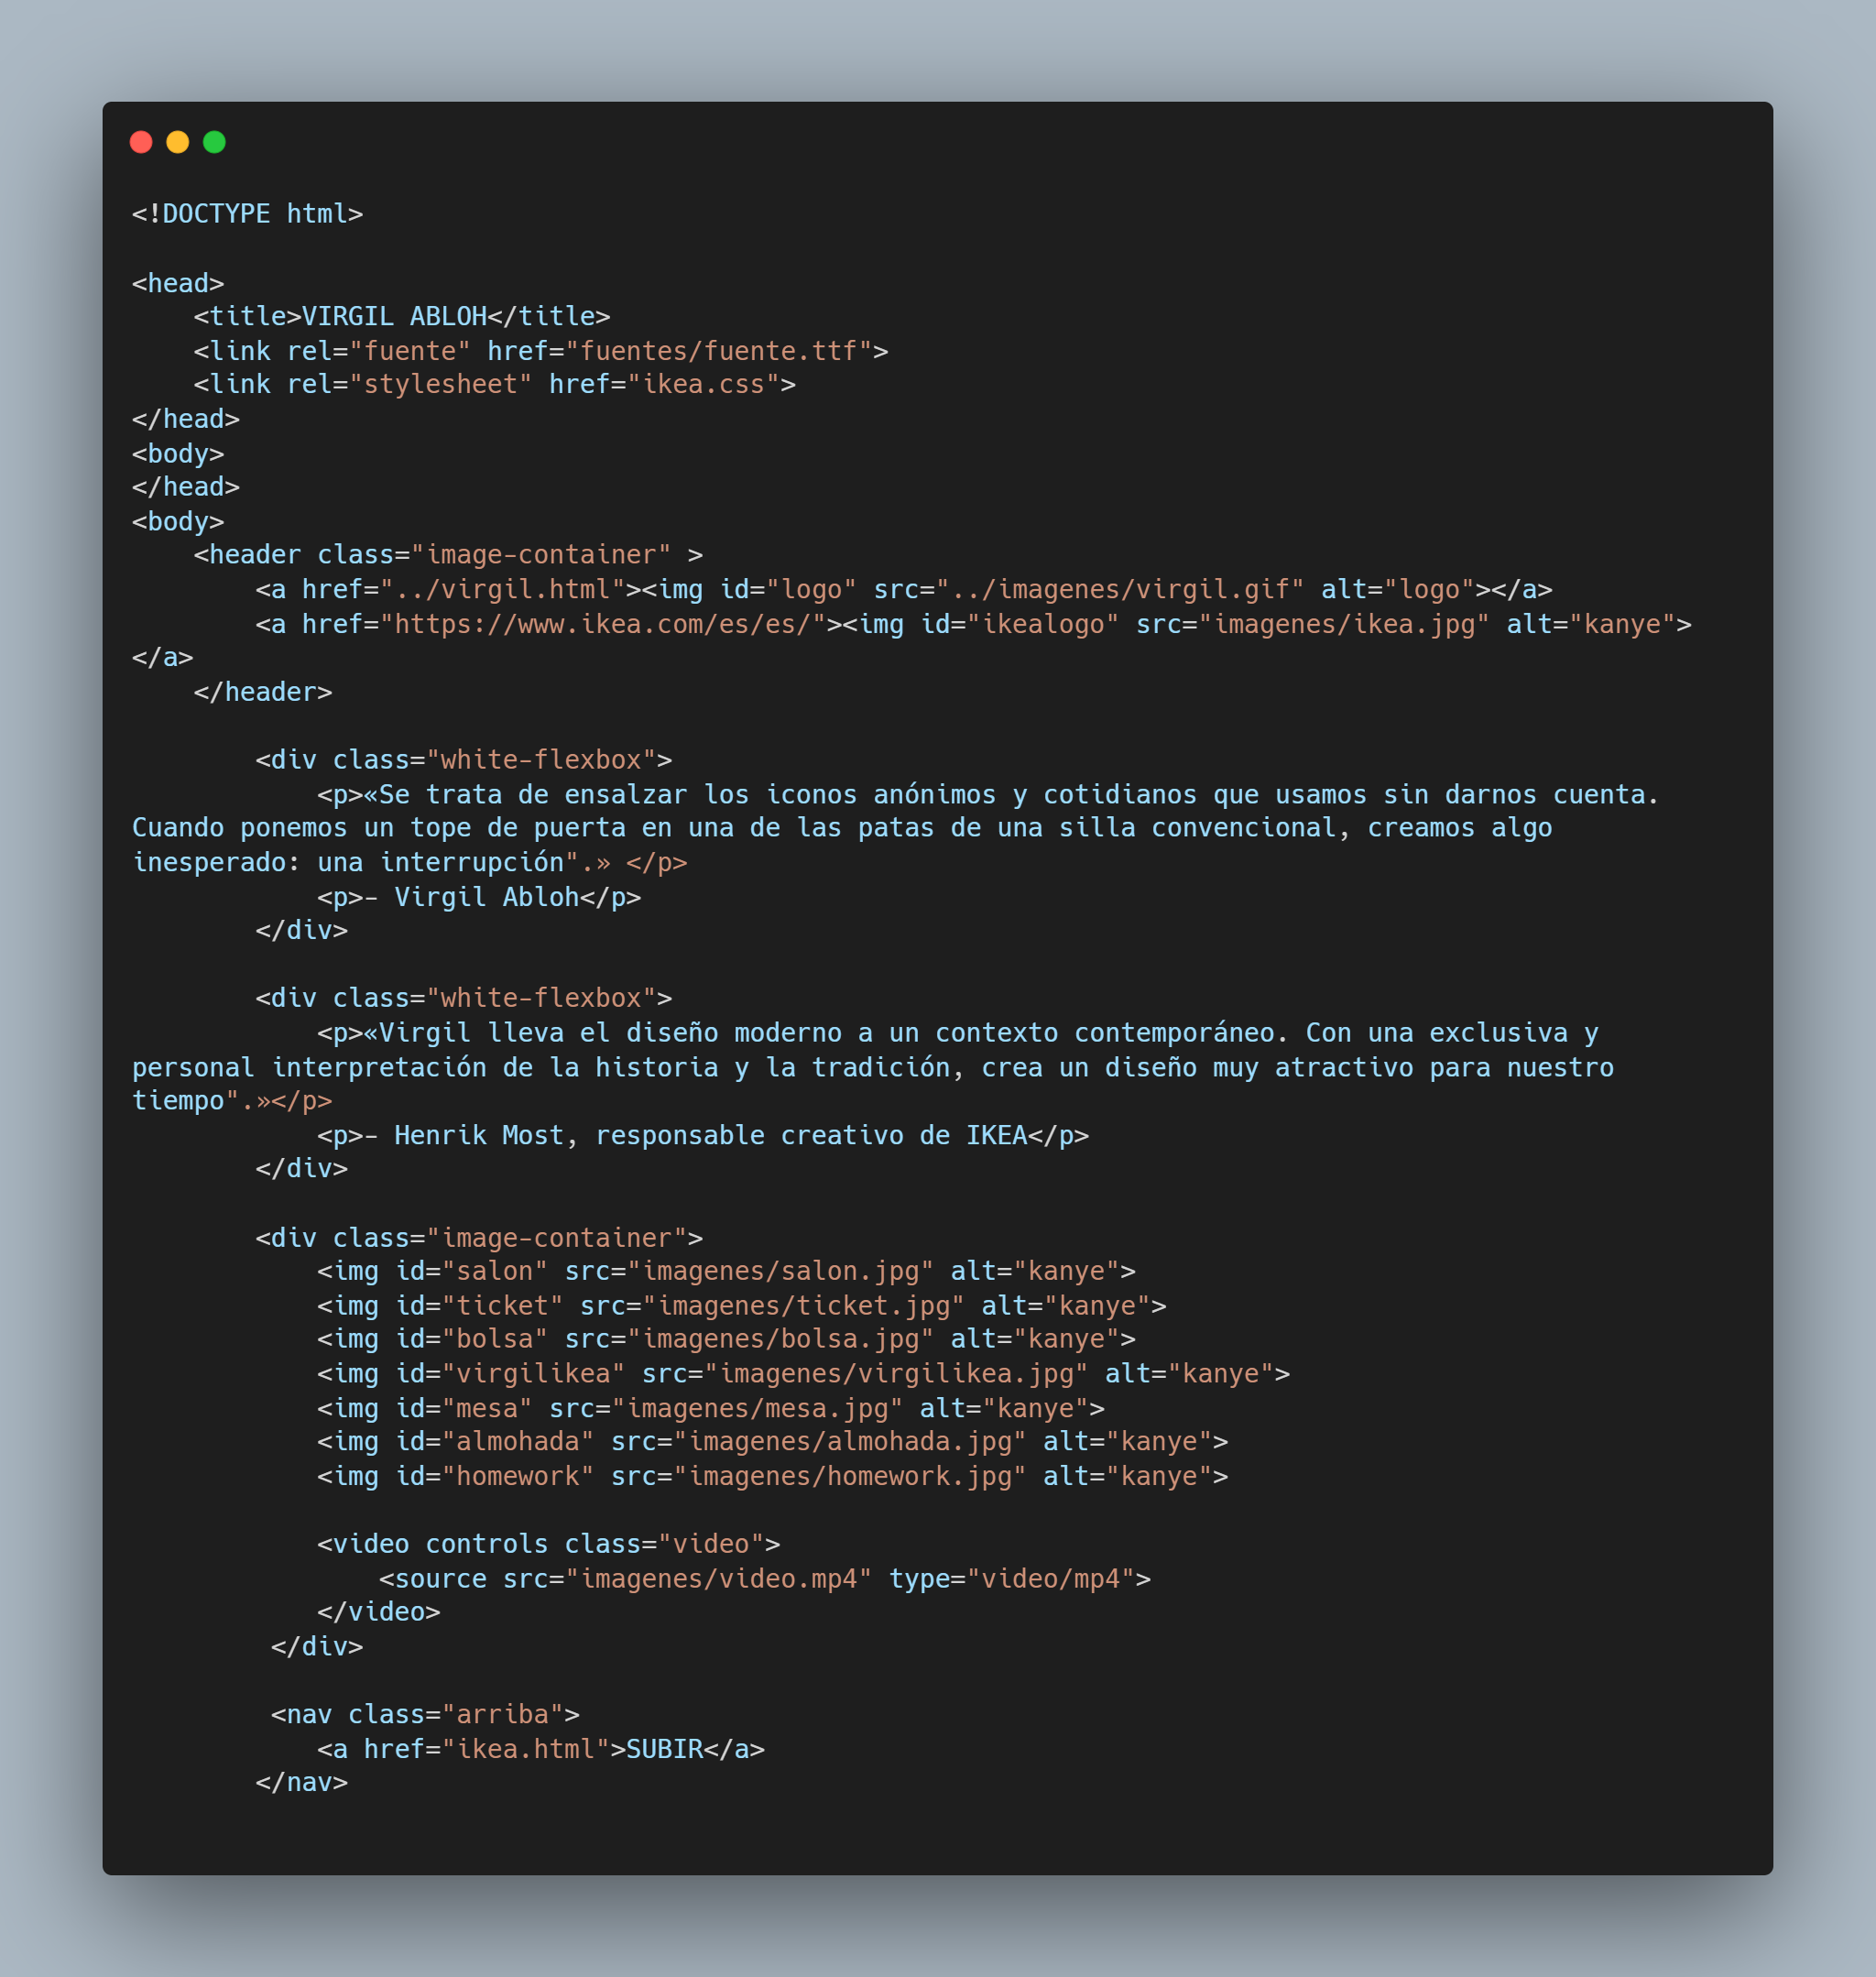 <!DOCTYPE html>

<head>
    <title>VIRGIL ABLOH</title>
    <link rel="fuente" href="fuentes/fuente.ttf">
    <link rel="stylesheet" href="ikea.css">
</head>
<body>
</head>
<body>
    <header class="image-container" >
        <a href="../virgil.html"><img id="logo" src="../imagenes/virgil.gif" alt="logo"></a>
        <a href="https://www.ikea.com/es/es/"><img id="ikealogo" src="imagenes/ikea.jpg" alt="kanye">
</a>
    </header>

        <div class="white-flexbox">
            <p>«Se trata de ensalzar los iconos anónimos y cotidianos que usamos sin darnos cuenta.
Cuando ponemos un tope de puerta en una de las patas de una silla convencional, creamos algo
inesperado: una interrupción".» </p>
            <p>- Virgil Abloh</p>
        </div>

        <div class="white-flexbox">
            <p>«Virgil lleva el diseño moderno a un contexto contemporáneo. Con una exclusiva y
personal interpretación de la historia y la tradición, crea un diseño muy atractivo para nuestro
tiempo".»</p>
            <p>- Henrik Most, responsable creativo de IKEA</p>
        </div>

        <div class="image-container">
            <img id="salon" src="imagenes/salon.jpg" alt="kanye">
            <img id="ticket" src="imagenes/ticket.jpg" alt="kanye">
            <img id="bolsa" src="imagenes/bolsa.jpg" alt="kanye">
            <img id="virgilikea" src="imagenes/virgilikea.jpg" alt="kanye">
            <img id="mesa" src="imagenes/mesa.jpg" alt="kanye">
            <img id="almohada" src="imagenes/almohada.jpg" alt="kanye">
            <img id="homework" src="imagenes/homework.jpg" alt="kanye">

            <video controls class="video">
                <source src="imagenes/video.mp4" type="video/mp4">
            </video>
         </div>

         <nav class="arriba">
            <a href="ikea.html">SUBIR</a>
        </nav>